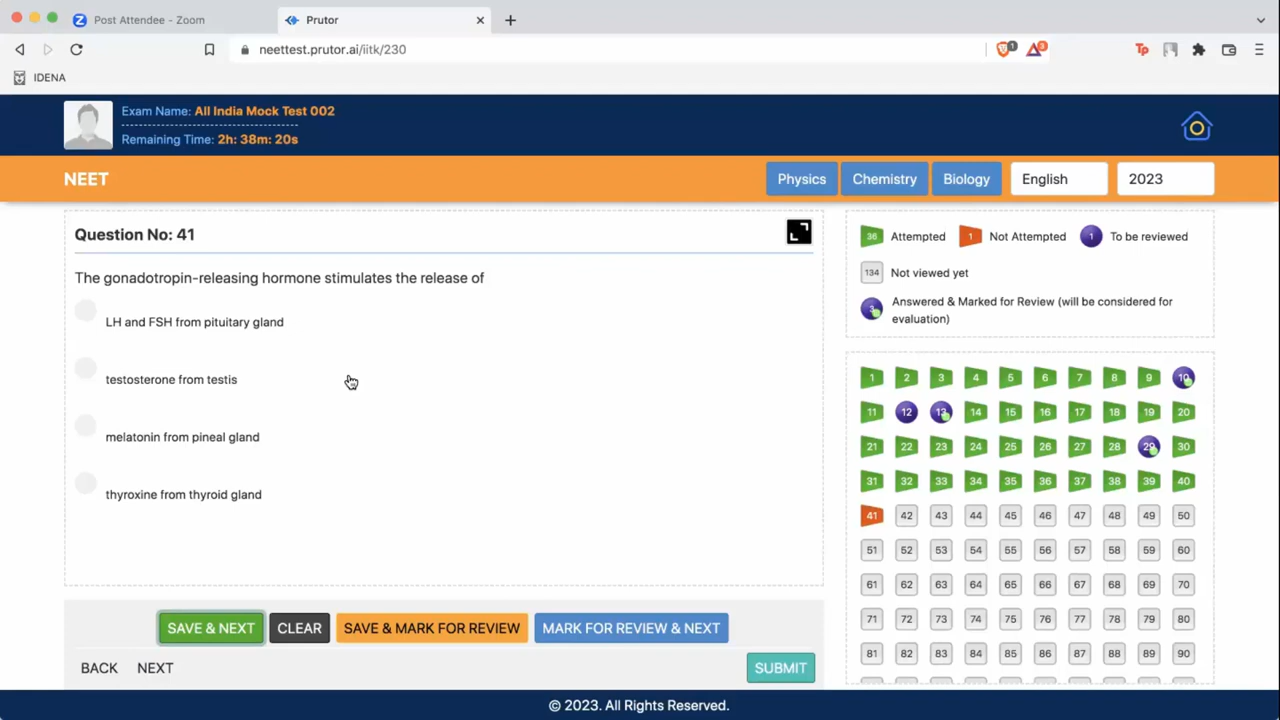 Post Attendee - Zoom
Prutor
neettest.prutor.ai/iitk/230
1
3
Tp
IDENA
Exam Name: All India Mock Test 002
Remaining Time: 2h: 38m: 20s
NEET
Physics
Chemistry
Biology
English
2023
Question No: 41
The gonadotropin-releasing hormone stimulates the release of
LH and FSH from pituitary gland
testosterone from testis
melatonin from pineal gland
thyroxine from thyroid gland
SAVE & NEXT
CLEAR
SAVE & MARK FOR REVIEW
MARK FOR REVIEW & NEXT
BACK
NEXT
SUBMIT
36 Attempted
1 Not Attempted
1 To be reviewed
134 Not viewed yet
3 Answered & Marked for Review (will be considered for
evaluation)
1 2 3 4 5 6 7 8 9 10
11 12 13 14 15 16 17 18 19 20
21 22 23 24 25 26 27 28 29 30
31 32 33 34 35 36 37 38 39 40
41 42 43 44 45 46 47 48 49 50
51 52 53 54 55 56 57 58 59 60
61 62 63 64 65 66 67 68 69 70
71 72 73 74 75 76 77 78 79 80
81 82 83 84 85 86 87 88 89 90
© 2023. All Rights Reserved.